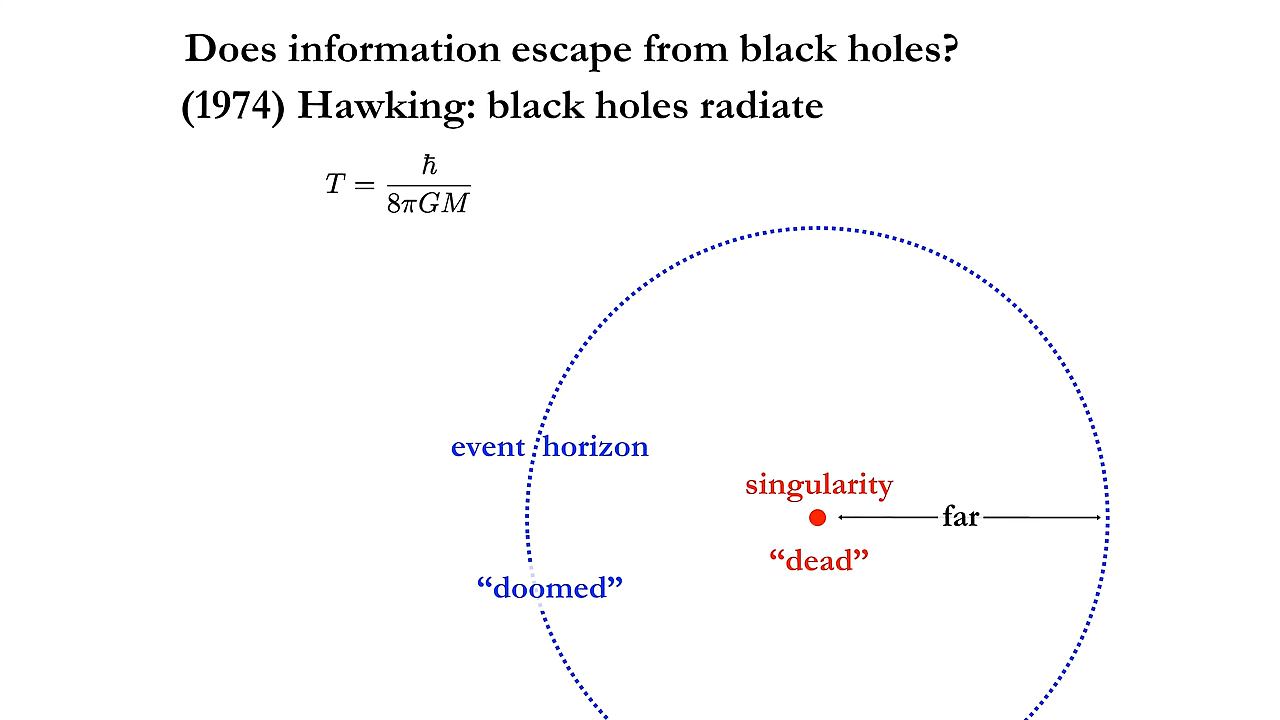 Does information escape from black holes?
(1974) Hawking: black holes radiate
T = ħ / 8πGM
event horizon
singularity
far
“dead”
“doomed”